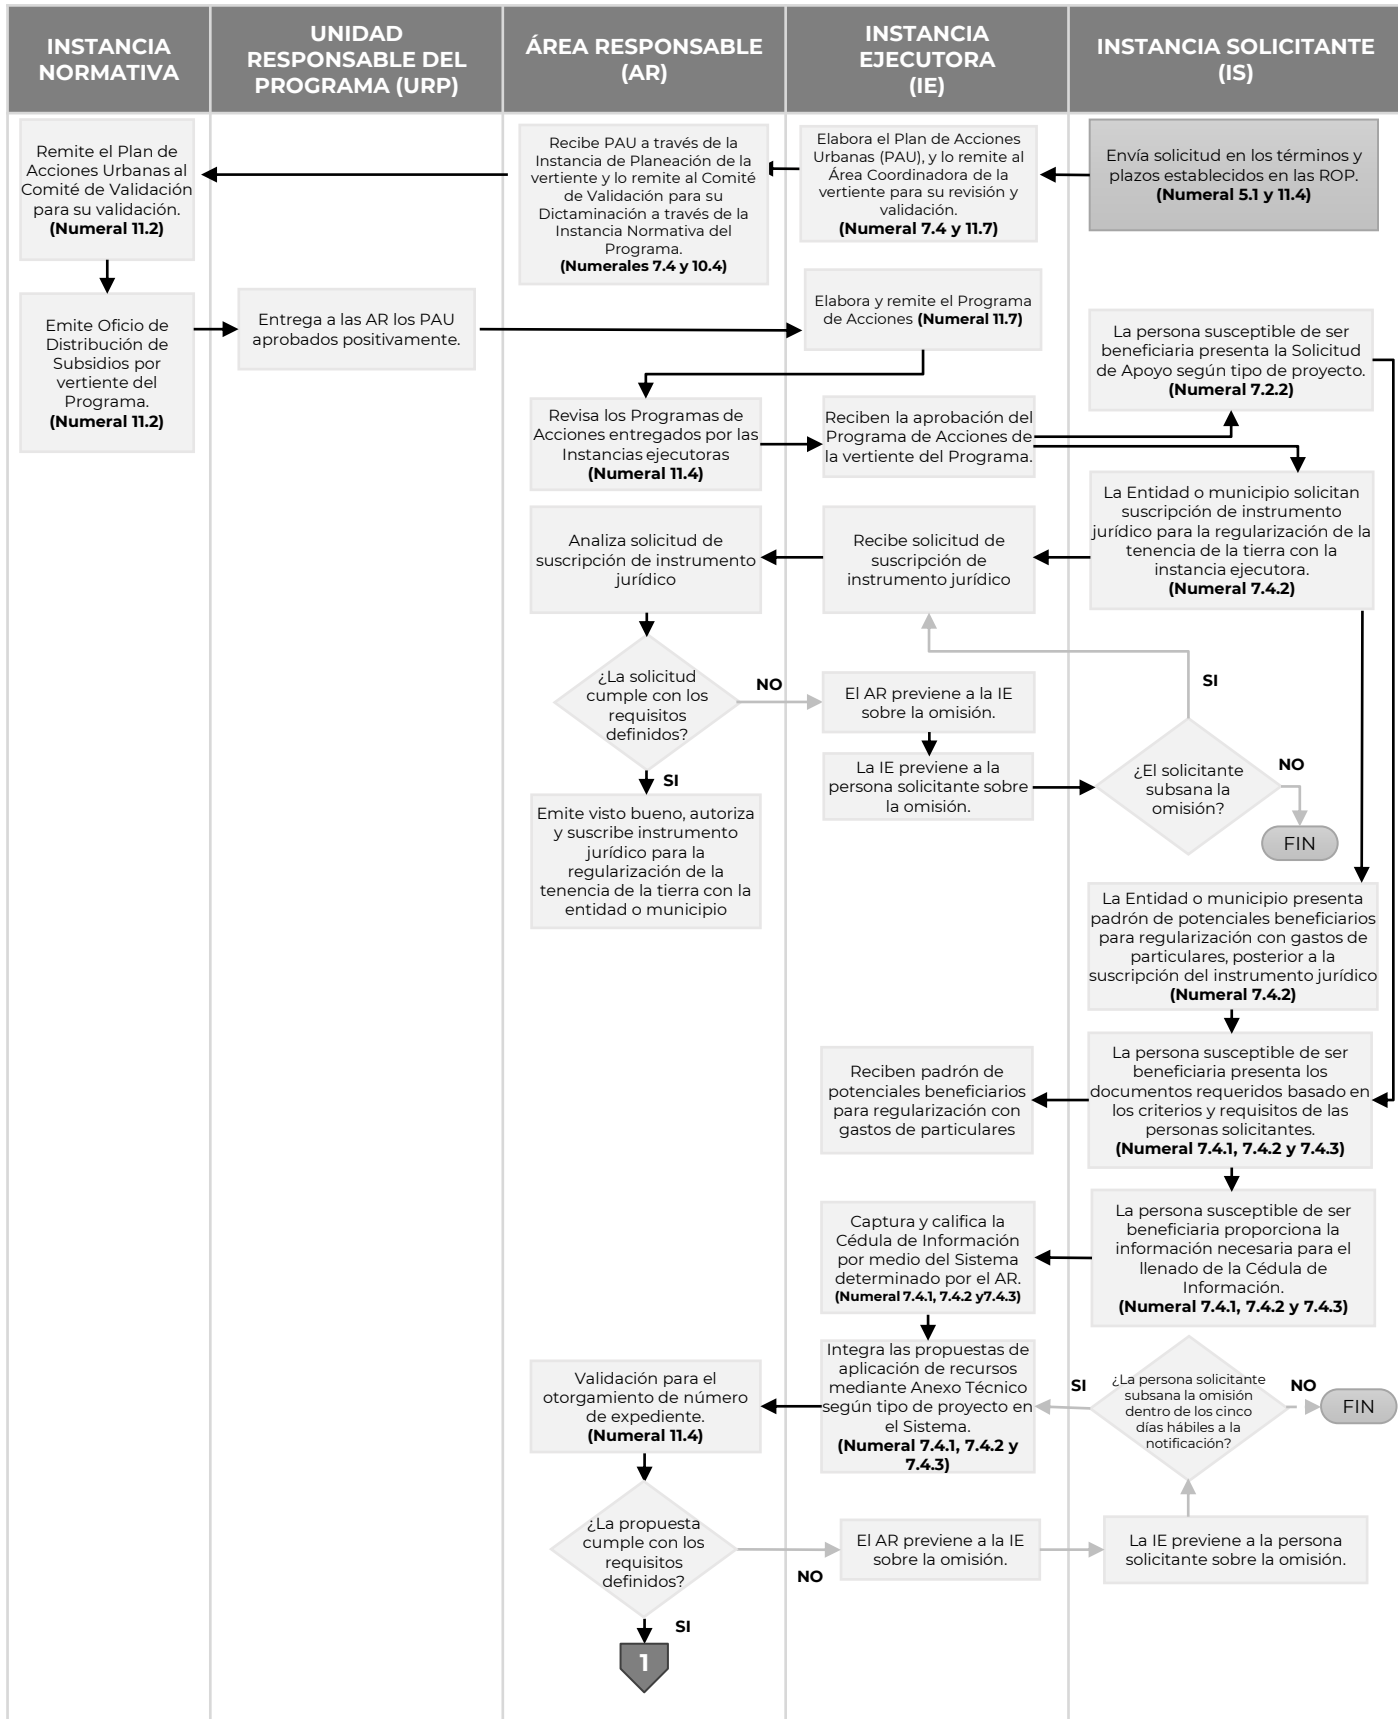 INSTANCIA
NORMATIVA
UNIDAD
RESPONSABLE DEL
PROGRAMA (URP)
ÁREA RESPONSABLE
(AR)
INSTANCIA
EJECUTORA
(IE)
INSTANCIA SOLICITANTE
(IS)
Remite el Plan de
Acciones Urbanas al
Comité de Validación
para su validación.
(Numeral 11.2)
Recibe PAU a través de la
Instancia de Planeación de la
vertiente y lo remite al Comité
de Validación para su
Dictaminación a través de la
Instancia Normativa del
Programa.
(Numerales 7.4 y 10.4)
Elabora el Plan de Acciones
Urbanas (PAU), y lo remite al
Área Coordinadora de la
vertiente para su revisión y
validación.
(Numeral 7.4 y 11.7)
Envía solicitud en los términos y
plazos establecidos en las ROP.
(Numeral 5.1 y 11.4)
Emite Oficio de
Distribución de
Subsidios por
vertiente del
Programa.
(Numeral 11.2)
Entrega a las AR los PAU
aprobados positivamente.
Elabora y remite el Programa
de Acciones (Numeral 11.7)
La persona susceptible de ser
beneficiaria presenta la Solicitud
de Apoyo según tipo de proyecto.
(Numeral 7.2.2)
Revisa los Programas de
Acciones entregados por las
Instancias ejecutoras
(Numeral 11.4)
Reciben la aprobación del
Programa de Acciones de
la vertiente del Programa.
La Entidad o municipio solicitan
suscripción de instrumento
jurídico para la regularización de la
tenencia de la tierra con la
instancia ejecutora.
(Numeral 7.4.2)
Analiza solicitud de
suscripción de instrumento
jurídico
Recibe solicitud de
suscripción de
instrumento jurídico
¿La solicitud
cumple con los
requisitos
definidos?
NO
SI
El AR previene a la IE
sobre la omisión.
La IE previene a la
persona solicitante sobre
la omisión.
¿El solicitante
subsana la
omisión?
SI
NO
FIN
Emite visto bueno, autoriza
y suscribe instrumento
jurídico para la
regularización de la
tenencia de la tierra con la
entidad o municipio
La Entidad o municipio presenta
padrón de potenciales beneficiarios
para regularización con gastos de
particulares, posterior a la
suscripción del instrumento jurídico
(Numeral 7.4.2)
Reciben padrón de
potenciales beneficiarios
para regularización con
gastos de particulares
La persona susceptible de ser
beneficiaria presenta los
documentos requeridos basado en
los criterios y requisitos de las
personas solicitantes.
(Numeral 7.4.1, 7.4.2 y 7.4.3)
Captura y califica la
Cédula de Información
por medio del Sistema
determinado por el AR.
(Numeral 7.4.1, 7.4.2 y7.4.3)
La persona susceptible de ser
beneficiaria proporciona la
información necesaria para el
llenado de la Cédula de
Información.
(Numeral 7.4.1, 7.4.2 y 7.4.3)
Validación para el
otorgamiento de número
de expediente.
(Numeral 11.4)
Integra las propuestas de
aplicación de recursos
mediante Anexo Técnico
según tipo de proyecto en
el Sistema.
(Numeral 7.4.1, 7.4.2 y
7.4.3)
SI
¿La persona solicitante
subsana la omisión
dentro de los cinco
días hábiles a la
notificación?
NO
FIN
¿La propuesta
cumple con los
requisitos
definidos?
NO
SI
El AR previene a la IE
sobre la omisión.
La IE previene a la persona
solicitante sobre la omisión.
1